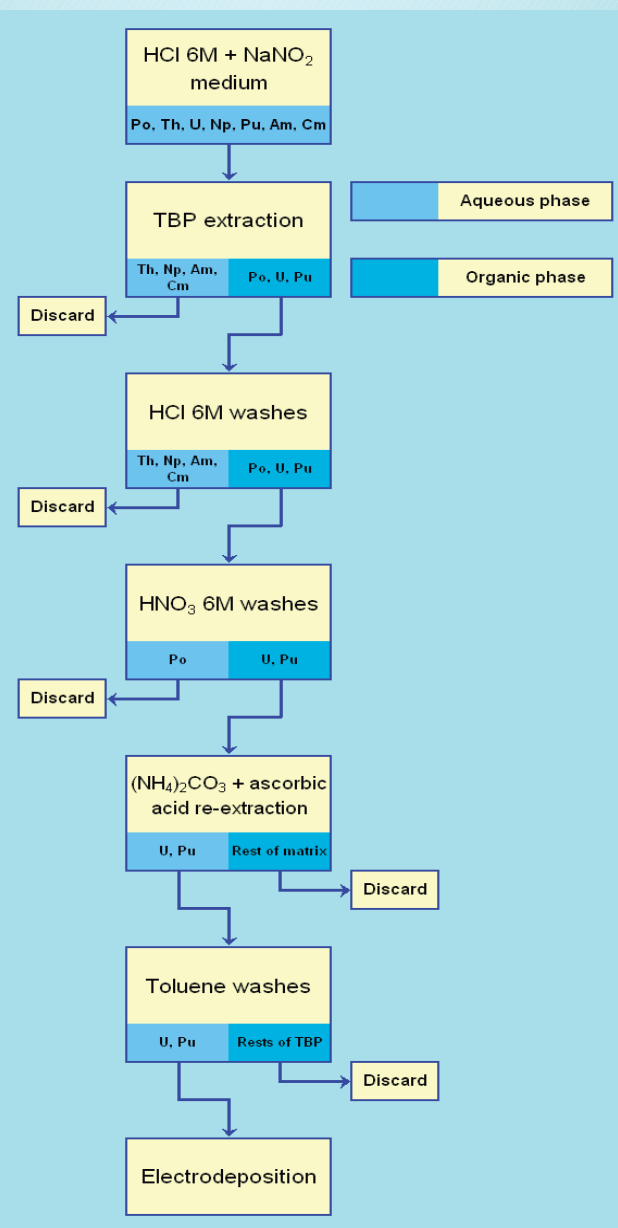 HCl 6M + NaNO₂
medium
Po, Th, U, Np, Pu, Am, Cm
TBP extraction
Aqueous phase
Th, Np, Am,
Cm
Po, U, Pu
Organic phase
Discard
HCl 6M washes
Th, Np, Am,
Cm
Po, U, Pu
Discard
HNO₃ 6M washes
Po
U, Pu
Discard
(NH₄)₂CO₃ + ascorbic
acid re-extraction
U, Pu
Rest of matrix
Discard
Toluene washes
U, Pu
Rests of TBP
Discard
Electrodeposition